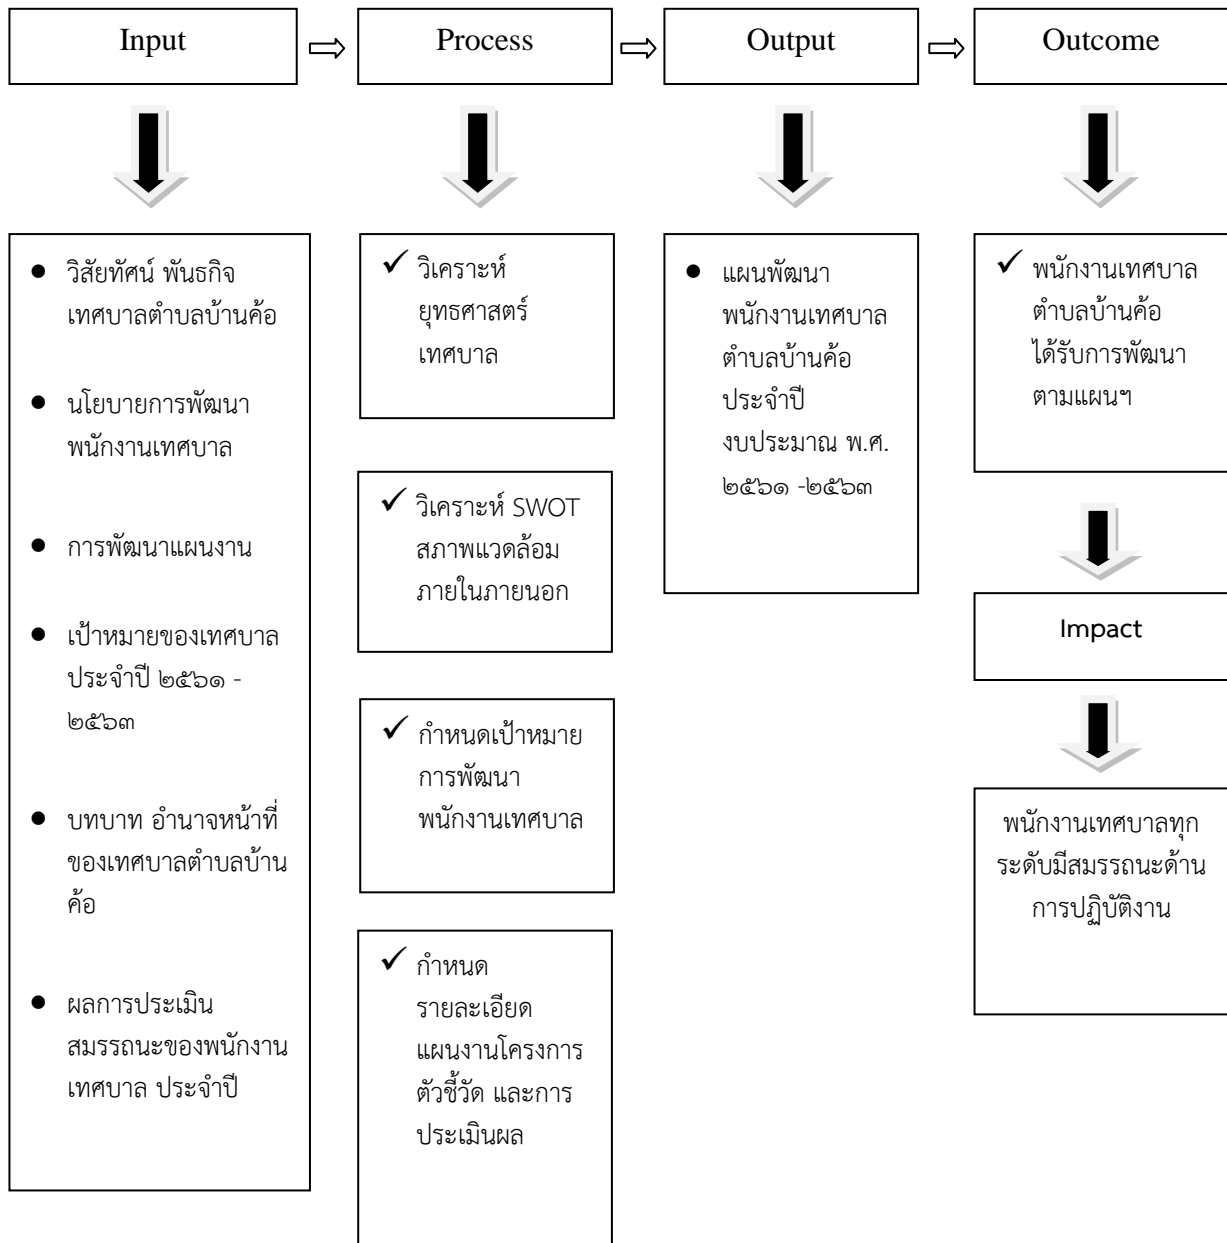 Input
Process
Output
Outcome
วิสัยทัศน์ พันธกิจ
เทศบาลตำบลบ้านค้อ
นโยบายการพัฒนา
พนักงานเทศบาล
การพัฒนาแผนงาน
เป้าหมายของเทศบาล
ประจำปี ๒๕๖๑ -
๒๕๖๓
บทบาท อำนาจหน้าที่
ของเทศบาลตำบลบ้าน
ค้อ
ผลการประเมิน
สมรรถนะของพนักงาน
เทศบาล ประจำปี
วิเคราะห์
ยุทธศาสตร์
เทศบาล
วิเคราะห์ SWOT
สภาพแวดล้อม
ภายในภายนอก
กำหนดเป้าหมาย
การพัฒนา
พนักงานเทศบาล
กำหนด
รายละเอียด
แผนงานโครงการ
ตัวชี้วัด และการ
ประเมินผล
แผนพัฒนา
พนักงานเทศบาล
ตำบลบ้านค้อ
ประจำปี
งบประมาณ พ.ศ.
๒๕๖๑ -๒๕๖๓
พนักงานเทศบาล
ตำบลบ้านค้อ
ได้รับการพัฒนา
ตามแผนฯ
Impact
พนักงานเทศบาลทุก
ระดับมีสมรรถนะด้าน
การปฏิบัติงาน